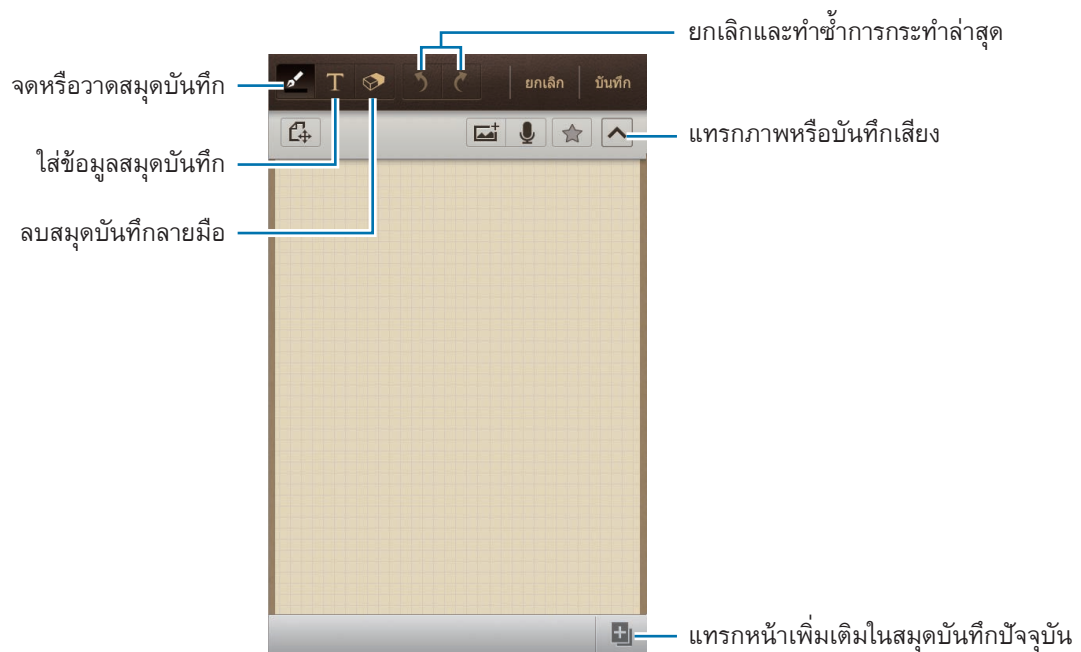 ยกเลิกและทำซ้ำการกระทำล่าสุด
จดหรือวาดสมุดบันทึก
T
ยกเลิก
บันทึก
แทรกภาพหรือบันทึกเสียง
ใส่ข้อมูลสมุดบันทึก
ลบสมุดบันทึกลายมือ
แทรกหน้าเพิ่มเติมในสมุดบันทึกปัจจุบัน